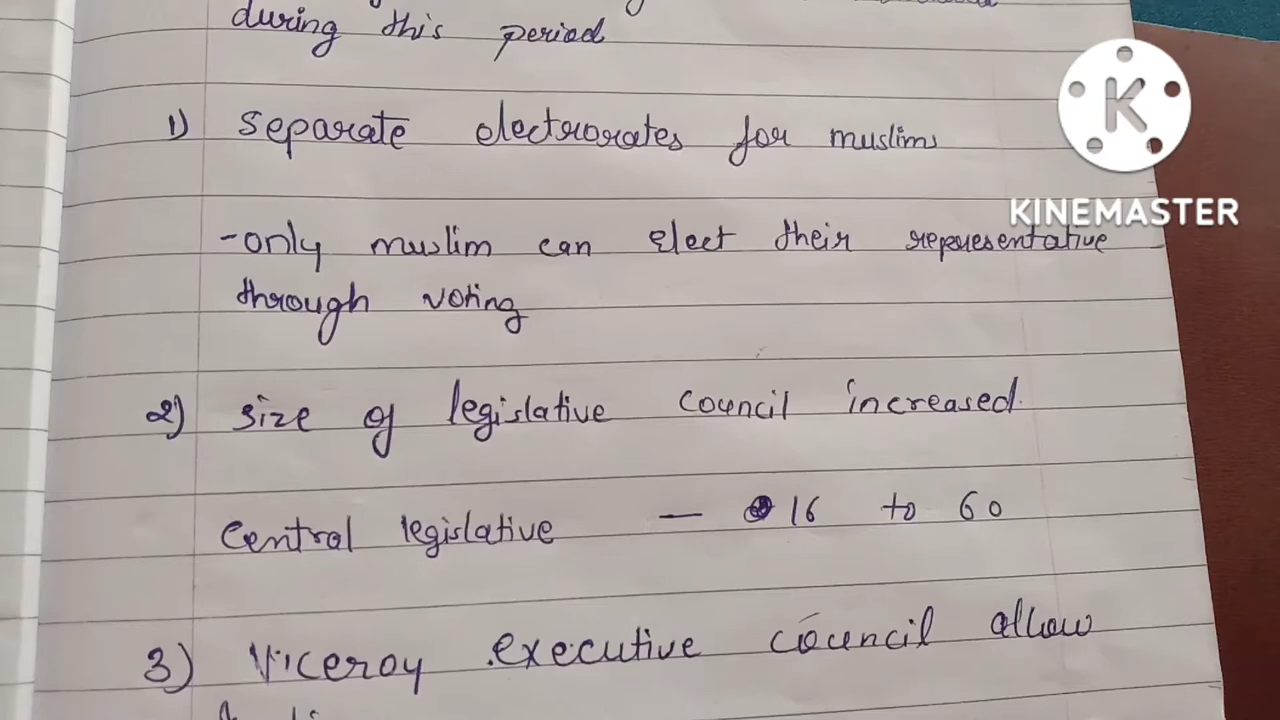 during this period
1) separate electrorates for muslims
-only muslim can elect their representative
through voting
2) size of legislative council increased.
Central legislative — 16 to 60
3) Viceroy executive council allow
K
KINEMASTER